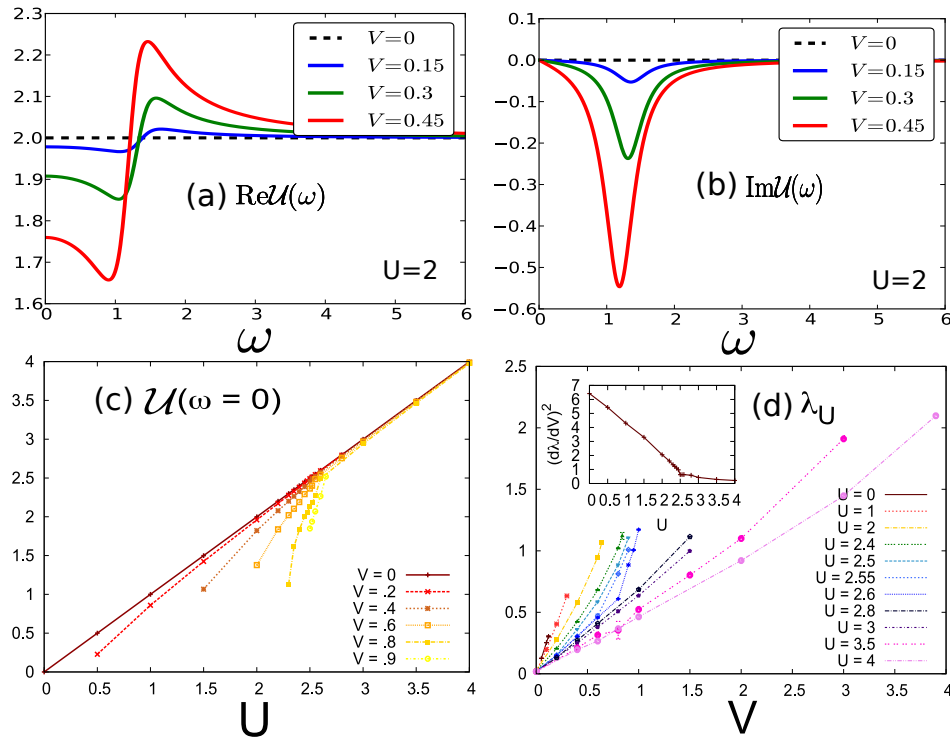 2.3
2.2
2.1
2.0
1.9
1.8
1.7
1.6
0 1 2 3 4 5 6
V=0
V=0.15
V=0.3
V=0.45
(a) Re𝒰(ω)
U=2
ω
0.1
0.0
−0.1
−0.2
−0.3
−0.4
−0.5
−0.6
0 1 2 3 4 5 6
V=0
V=0.15
V=0.3
V=0.45
(b) Im𝒰(ω)
U=2
ω
4
3.5
3
2.5
2
1.5
1
0.5
0
0 0.5 1 1.5 2 2.5 3 3.5 4
(c) 𝒰(ω = 0)
V = 0
V = .2
V = .4
V = .6
V = .8
V = .9
U
2.5
2
1.5
1
0.5
0
0.0 0.5 1 1.5 2 2.5 3 3.5 4
(d) λU
7
6
5
4
3
2
1
0
0 0.5 1 1.5 2 2.5 3 3.5 4
(dλ/dV)²
U
U = 0
U = 1
U = 2
U = 2.4
U = 2.5
U = 2.55
U = 2.6
U = 2.8
U = 3
U = 3.5
U = 4
V